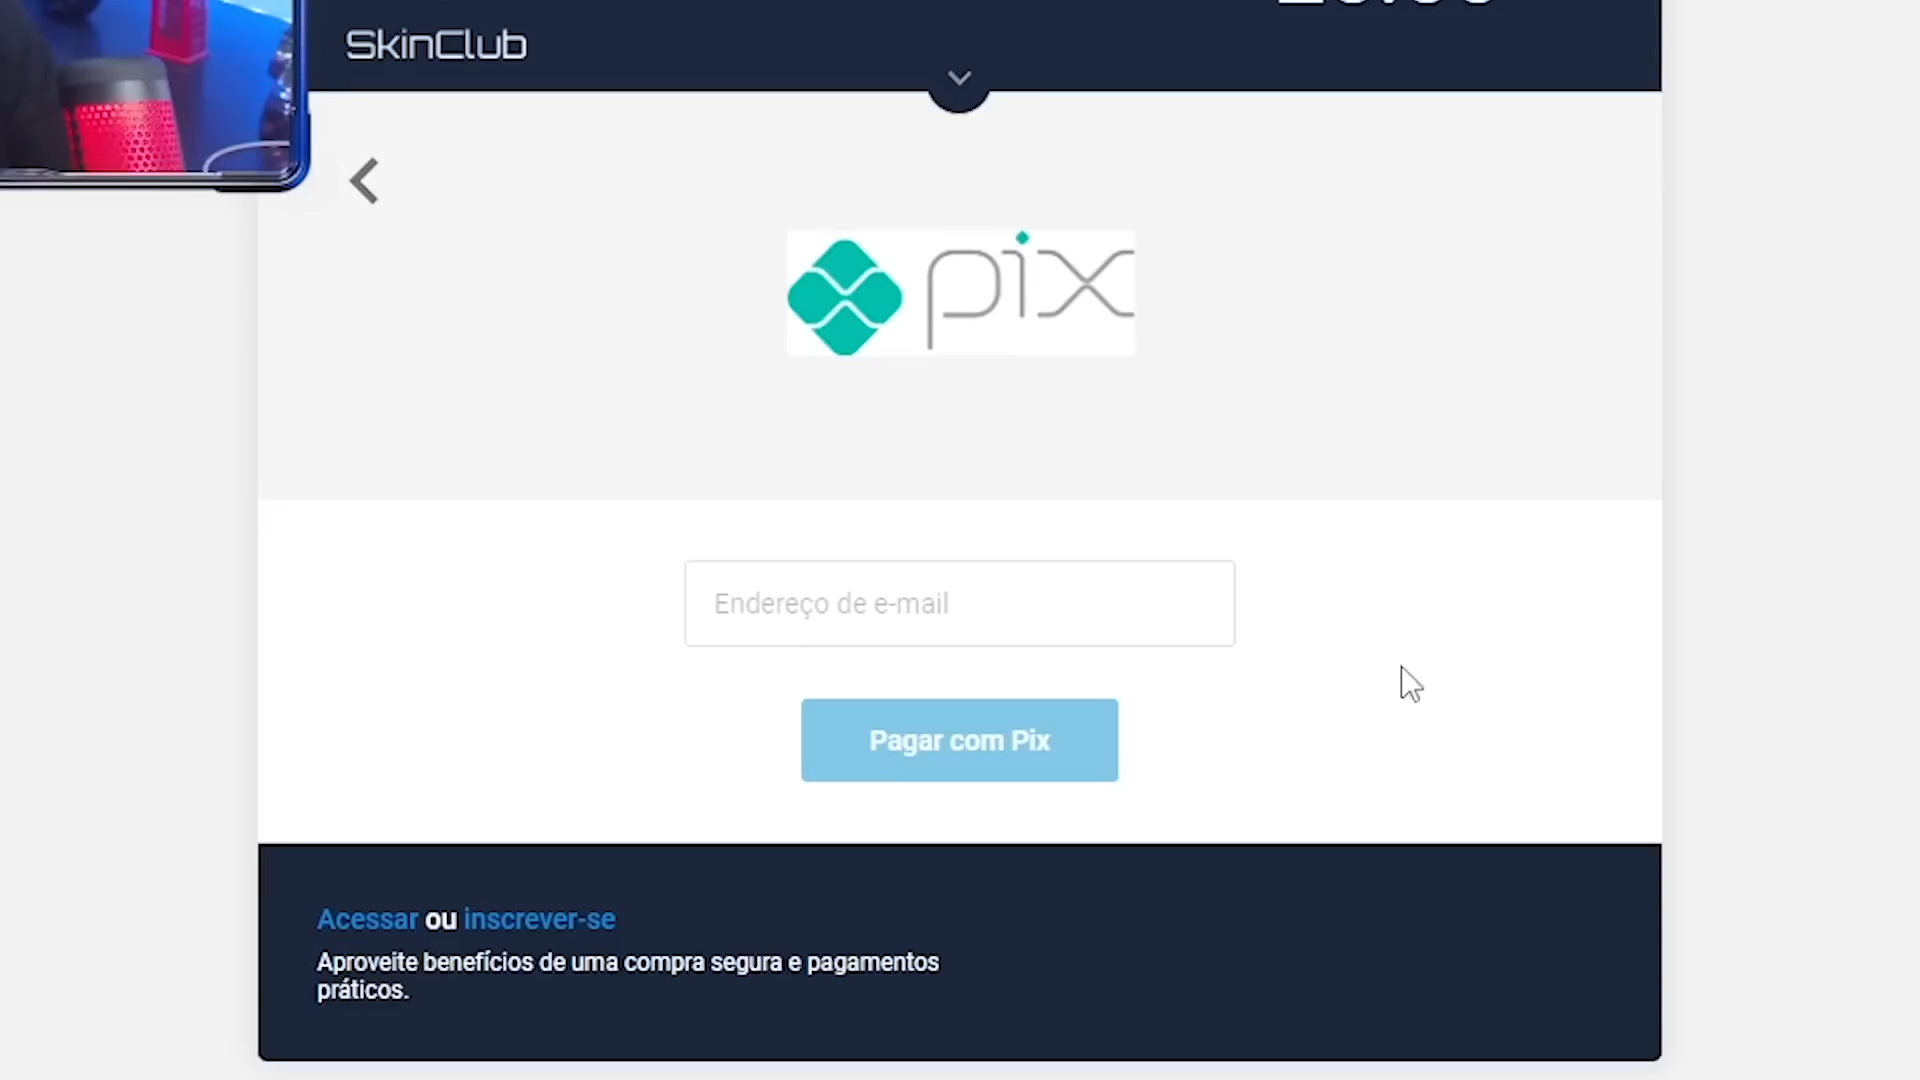 SkinClub
pix
Endereço de e-mail
Pagar com Pix
Acessar ou inscrever-se
Aproveite benefícios de uma compra segura e pagamentos
práticos.